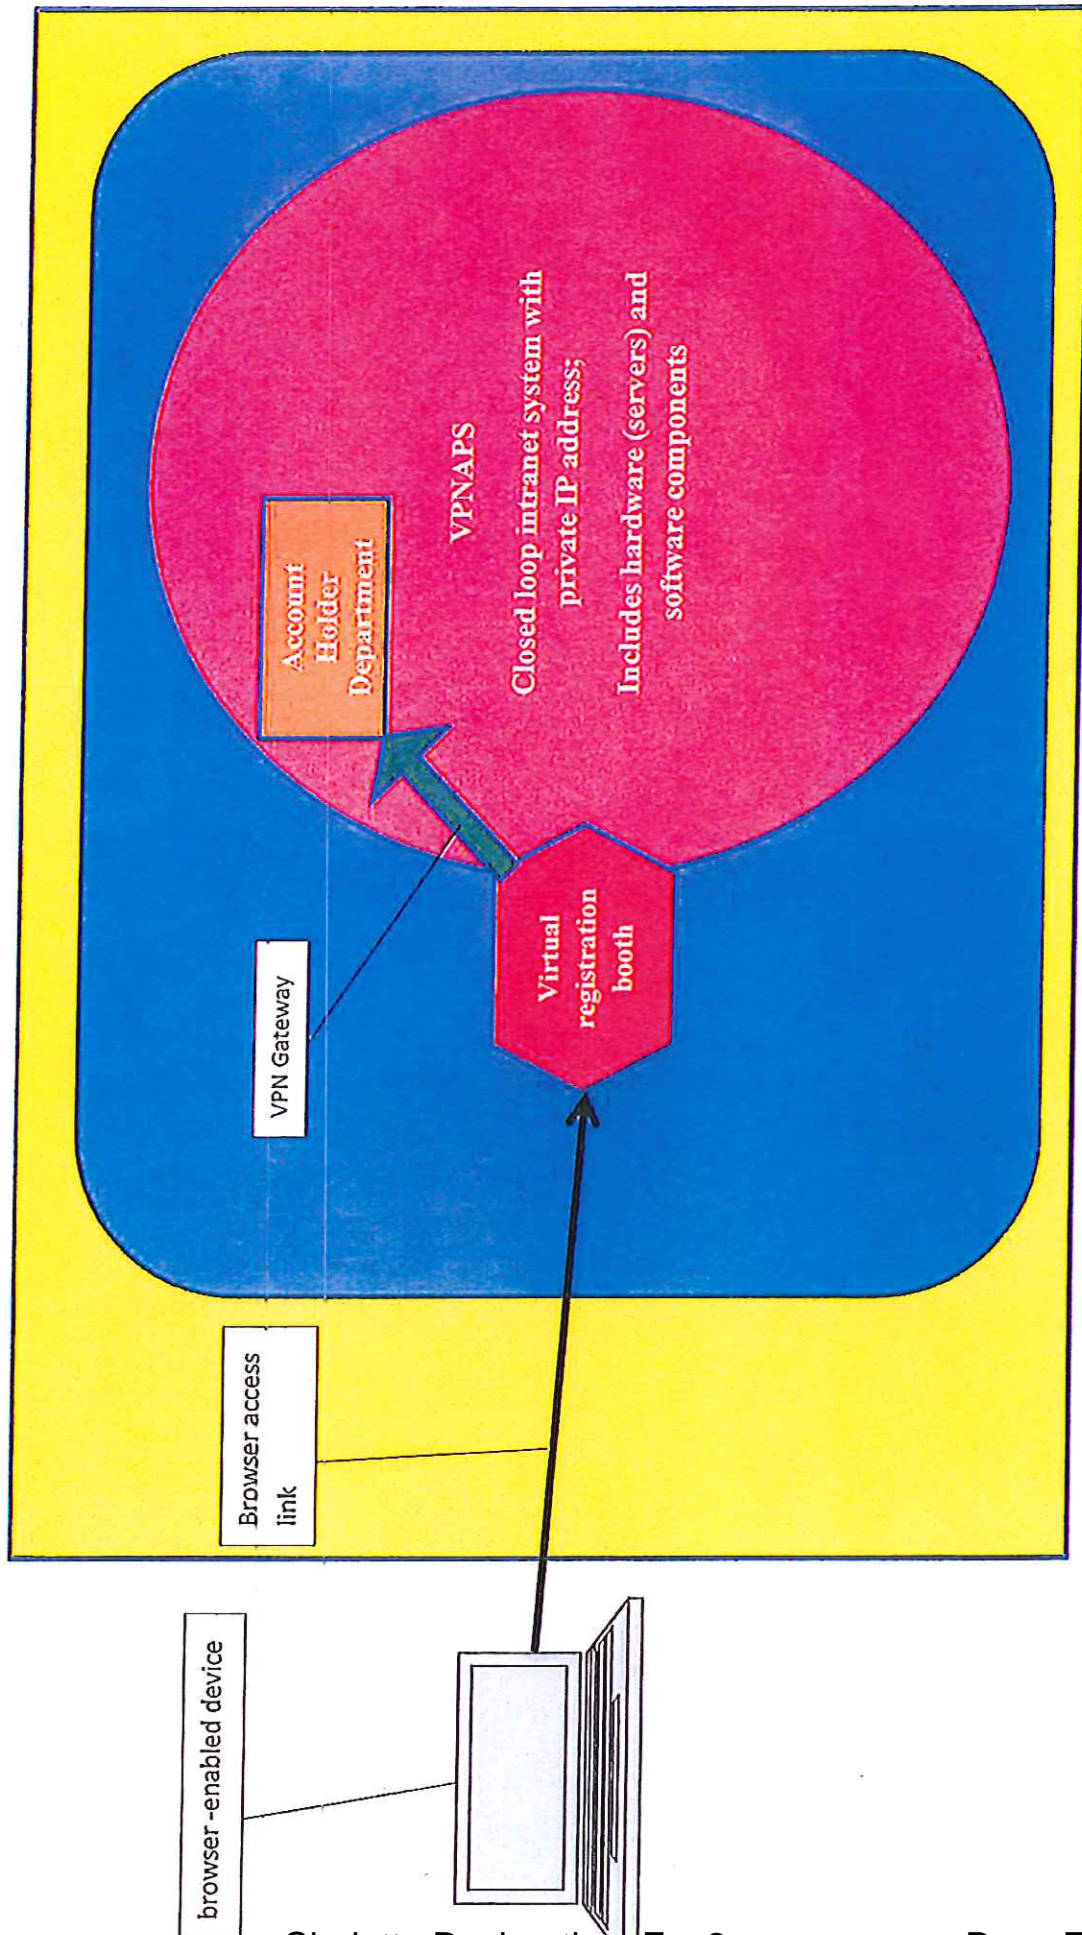 browser -enabled device
Browser access
link
VPN Gateway
Account
Holder
Department
Virtual
registration
booth
VPNAPS
Closed loop intranet system with
private IP address;
Includes hardware (servers) and
software components